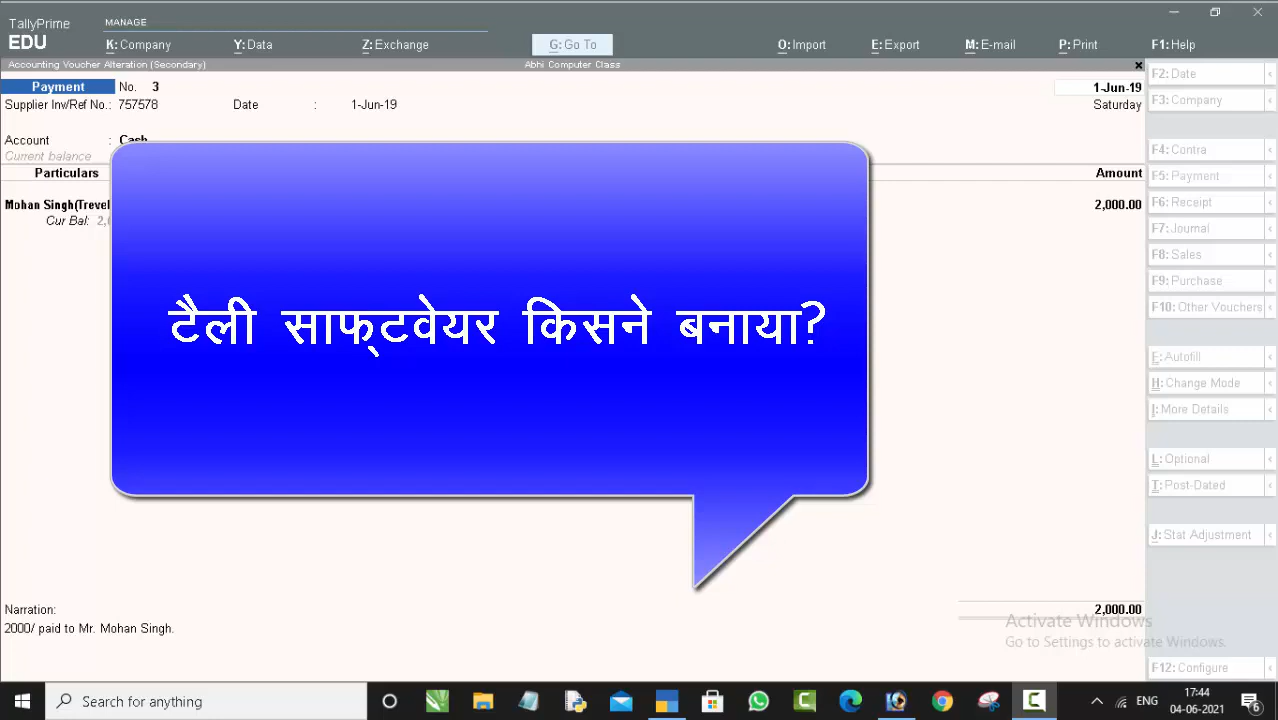 TallyPrime
EDU
MANAGE
K: Company Y: Data Z: Exchange G: Go To O: Import E: Export M: E-mail P: Print F1: Help
Accounting Voucher Alteration (Secondary) Abhi Computer Class
Payment No. 3 1-Jun-19
Supplier Inv/Ref No.: 757578 Date : 1-Jun-19 Saturday
Account : Cash
Current balance
Particulars Amount
Mohan Singh(Trevel 2,000.00
Cur Bal: 2,
टैली साफ्टवेयर किसने बनाया?
Narration: 2,000.00
2000/ paid to Mr. Mohan Singh.
F2: Date
F3: Company
F4: Contra
F5: Payment
F6: Receipt
F7: Journal
F8: Sales
F9: Purchase
F10: Other Vouchers
E: Autofill
H: Change Mode
I: More Details
L: Optional
T: Post-Dated
J: Stat Adjustment
F12: Configure
Activate Windows
Go to Settings to activate Windows.
Search for anything
ENG
17:44
04-06-2021
6